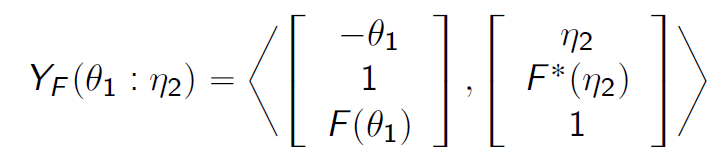 Y_F(θ_1 : η_2) = ⟨ [ −θ_1 ; 1 ; F(θ_1) ] , [ η_2 ; F*(η_2) ; 1 ] ⟩